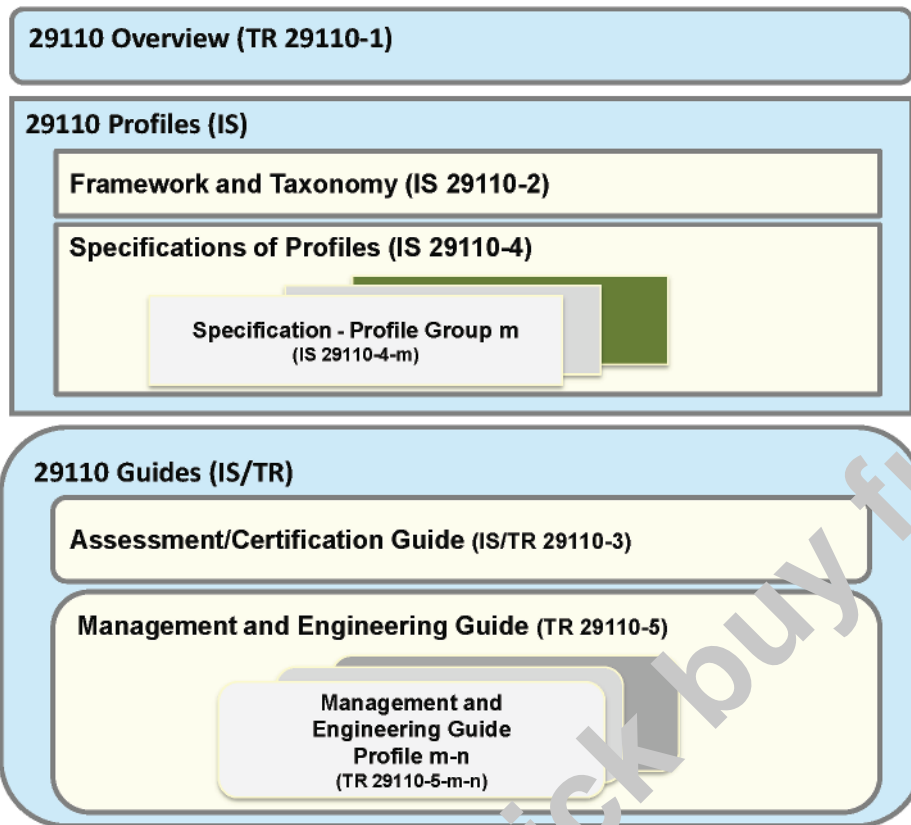 29110 Overview (TR 29110-1)
29110 Profiles (IS)
Framework and Taxonomy (IS 29110-2)
Specifications of Profiles (IS 29110-4)
Specification - Profile Group m
(IS 29110-4-m)
29110 Guides (IS/TR)
Assessment/Certification Guide (IS/TR 29110-3)
Management and Engineering Guide (TR 29110-5)
Management and
Engineering Guide
Profile m-n
(TR 29110-5-m-n)
buy